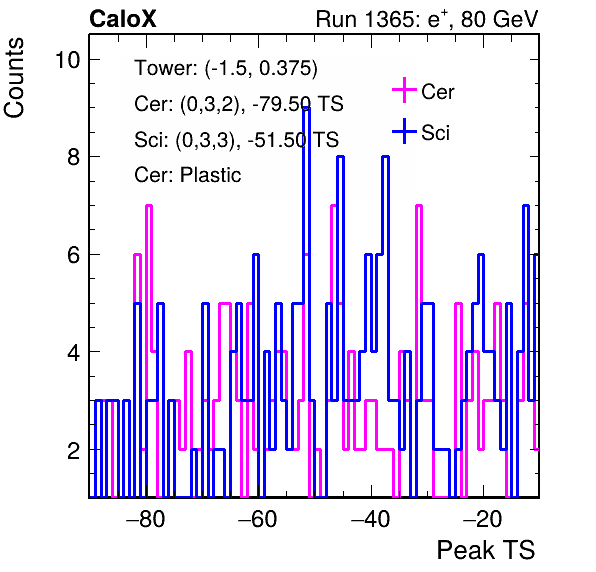 CaloX Run 1365: e+, 80 GeV
Counts
Tower: (-1.5, 0.375)
Cer: (0,3,2), -79.50 TS
Sci: (0,3,3), -51.50 TS
Cer: Plastic
Cer
Sci
10
8
6
4
2
−80 −60 −40 −20
Peak TS